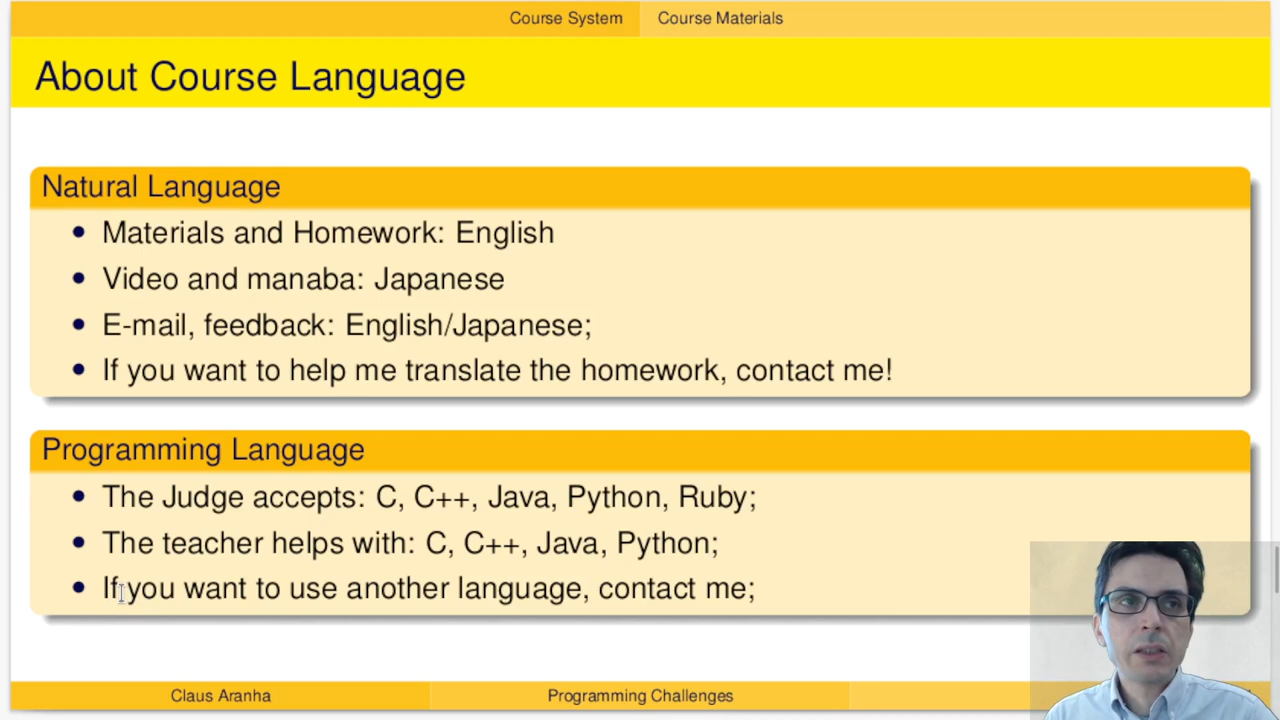 Course System Course Materials
About Course Language
Natural Language
Materials and Homework: English
Video and manaba: Japanese
E-mail, feedback: English/Japanese;
If you want to help me translate the homework, contact me!
Programming Language
The Judge accepts: C, C++, Java, Python, Ruby;
The teacher helps with: C, C++, Java, Python;
If you want to use another language, contact me;
Claus Aranha Programming Challenges